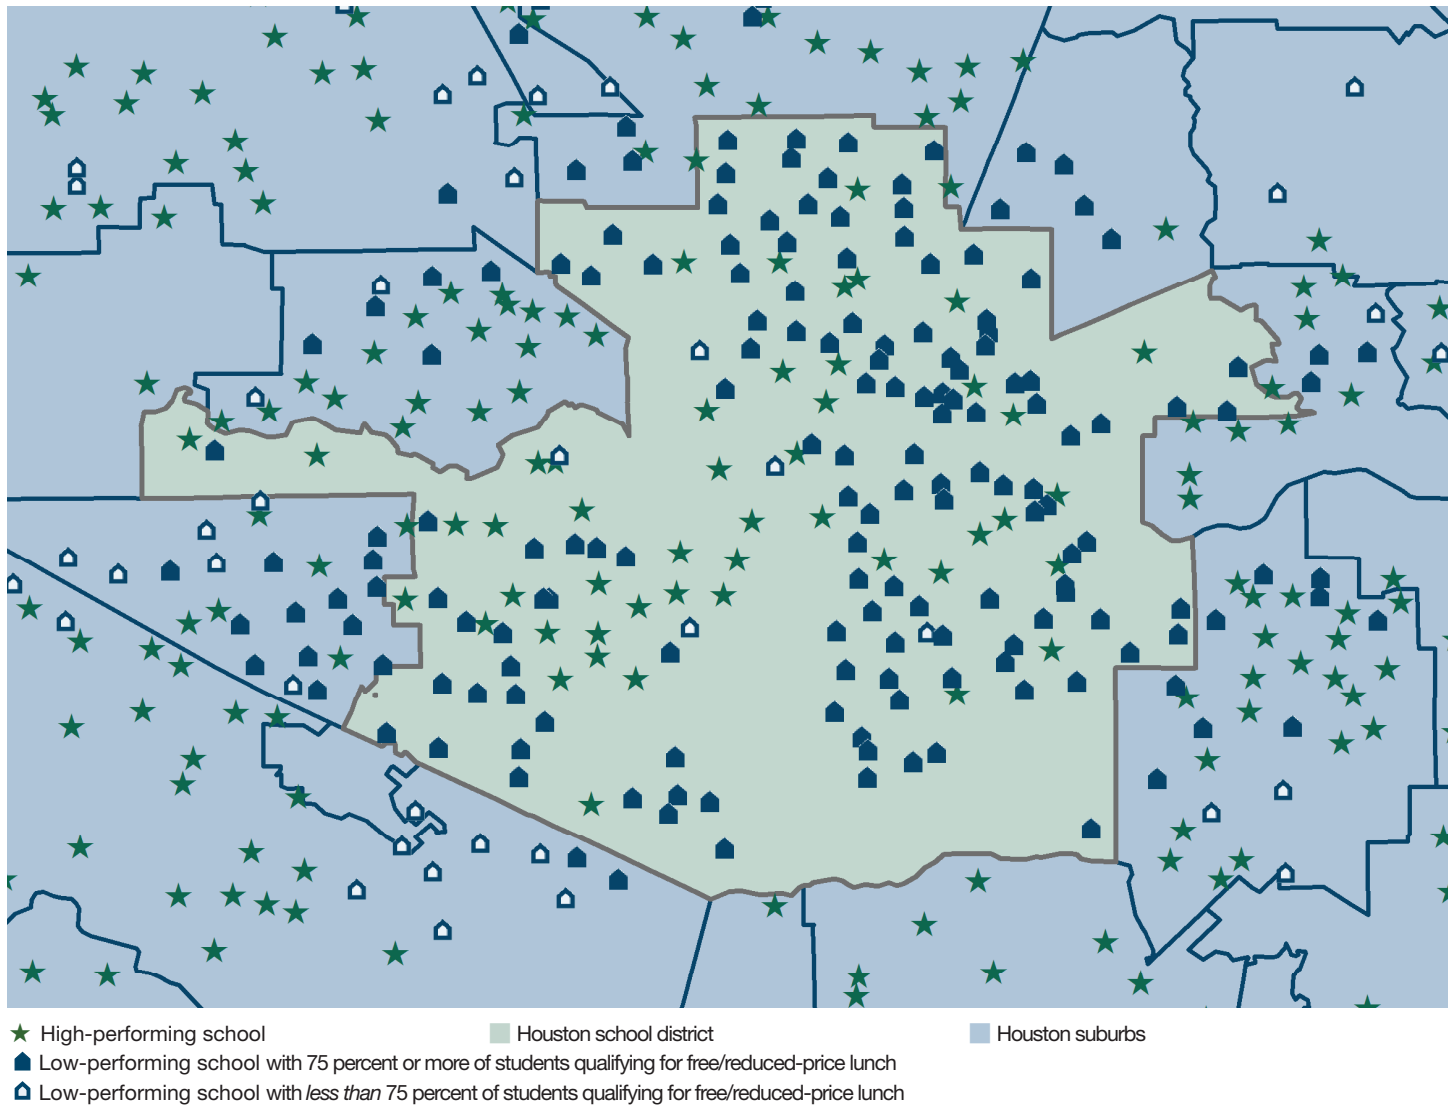 High-performing school
Houston school district
Houston suburbs
Low-performing school with 75 percent or more of students qualifying for free/reduced-price lunch
Low-performing school with less than 75 percent of students qualifying for free/reduced-price lunch